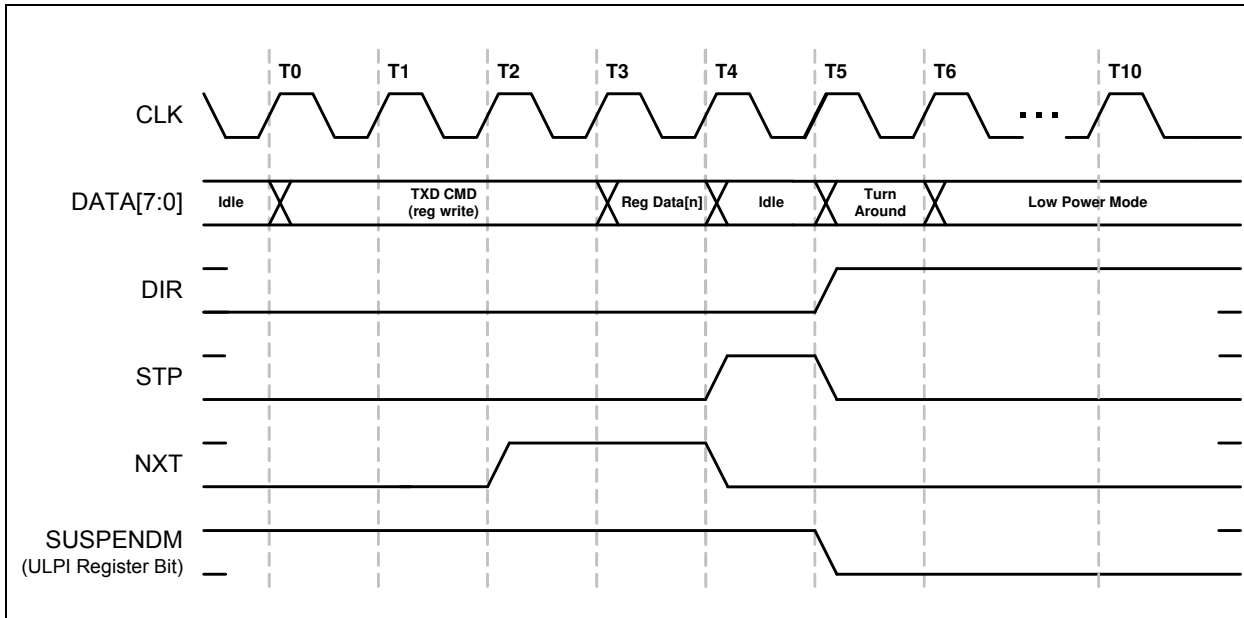 T0 T1 T2 T3 T4 T5 T6 T10
CLK
...
DATA[7:0]
Idle
TXD CMD
(reg write)
Reg Data[n]
Idle
Turn
Around
Low Power Mode
DIR
STP
NXT
SUSPENDM
(ULPI Register Bit)